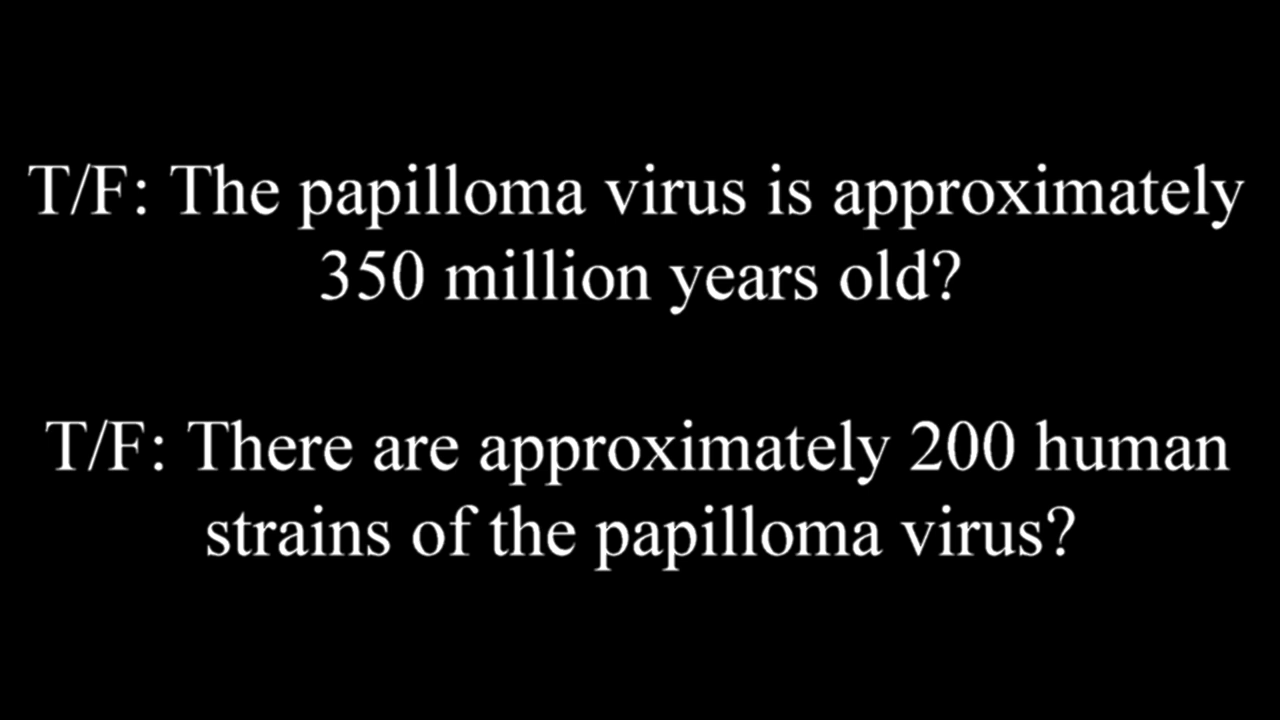 T/F: The papilloma virus is approximately
350 million years old?
T/F: There are approximately 200 human
strains of the papilloma virus?